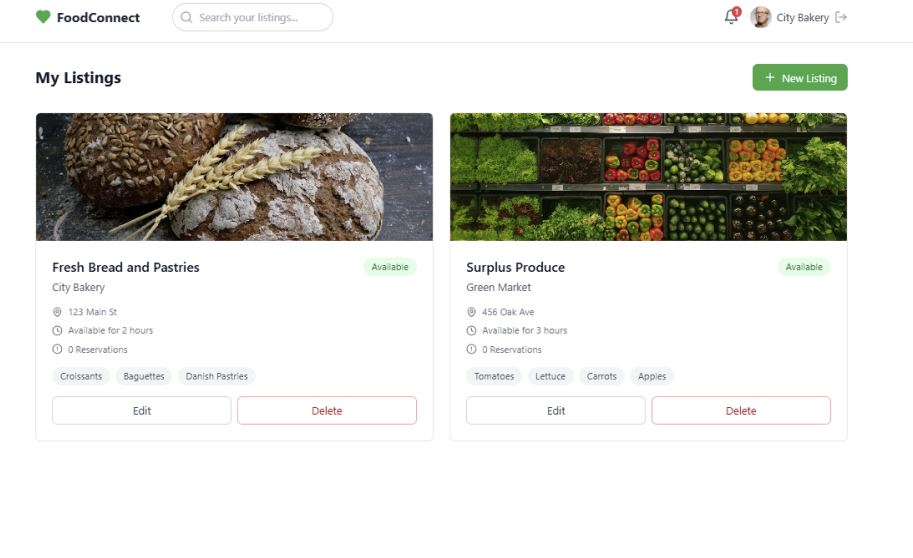 FoodConnect
Search your listings...
1
City Bakery
My Listings
+ New Listing
Fresh Bread and Pastries
Available
City Bakery
123 Main St
Available for 2 hours
0 Reservations
Croissants Baguettes Danish Pastries
Edit Delete
Surplus Produce
Available
Green Market
456 Oak Ave
Available for 3 hours
0 Reservations
Tomatoes Lettuce Carrots Apples
Edit Delete